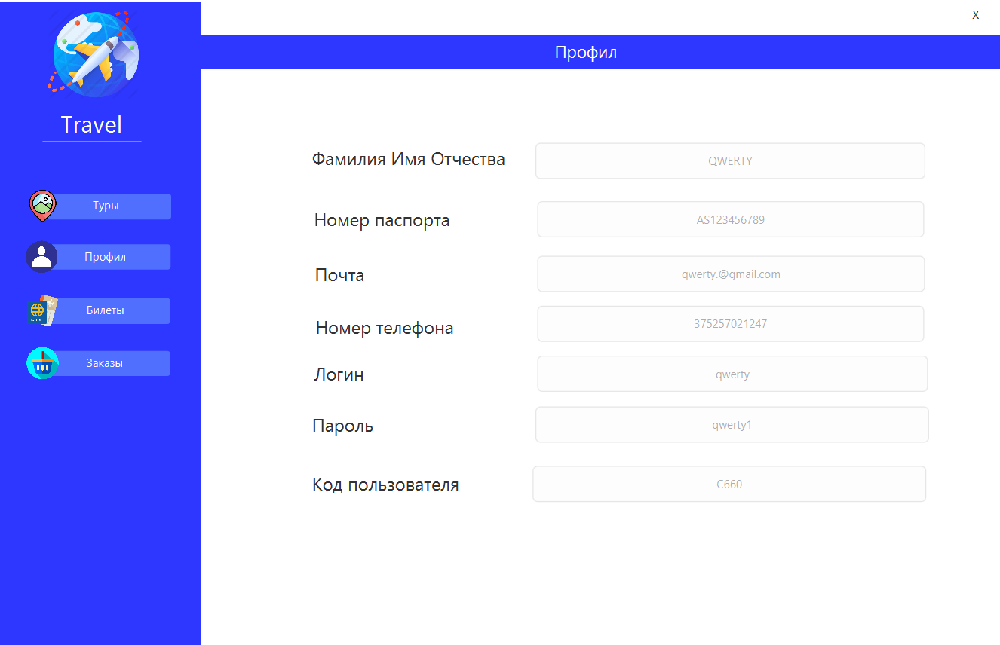 X
Профил
Travel
Туры
Профил
Билеты
Заказы
Фамилия Имя Отчества
QWERTY
Номер паспорта
AS123456789
Почта
qwerty.@gmail.com
Номер телефона
375257021247
Логин
qwerty
Пароль
qwerty1
Код пользователя
C660